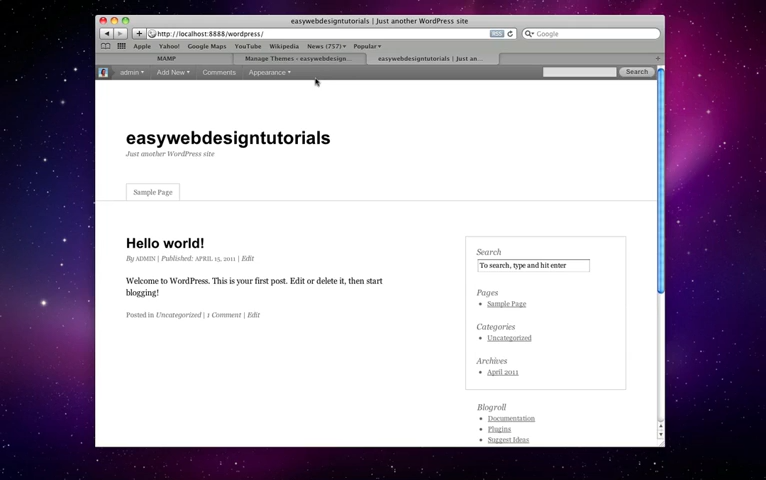 easywebdesigntutorials | Just another WordPress site
http://localhost:8888/wordpress/
RSS
Google
Apple Yahoo! Google Maps YouTube Wikipedia News (757) Popular
MAMP
Manage Themes ‹ easywebdesign...
easywebdesigntutorials | Just an...
admin Add New Comments Appearance
Search
easywebdesigntutorials
Just another WordPress site
Sample Page
Hello world!
By ADMIN | Published: APRIL 15, 2011 | Edit
Welcome to WordPress. This is your first post. Edit or delete it, then start
blogging!
Posted in Uncategorized | 1 Comment | Edit
Search
To search, type and hit enter
Pages
Sample Page
Categories
Uncategorized
Archives
April 2011
Blogroll
Documentation
Plugins
Suggest Ideas